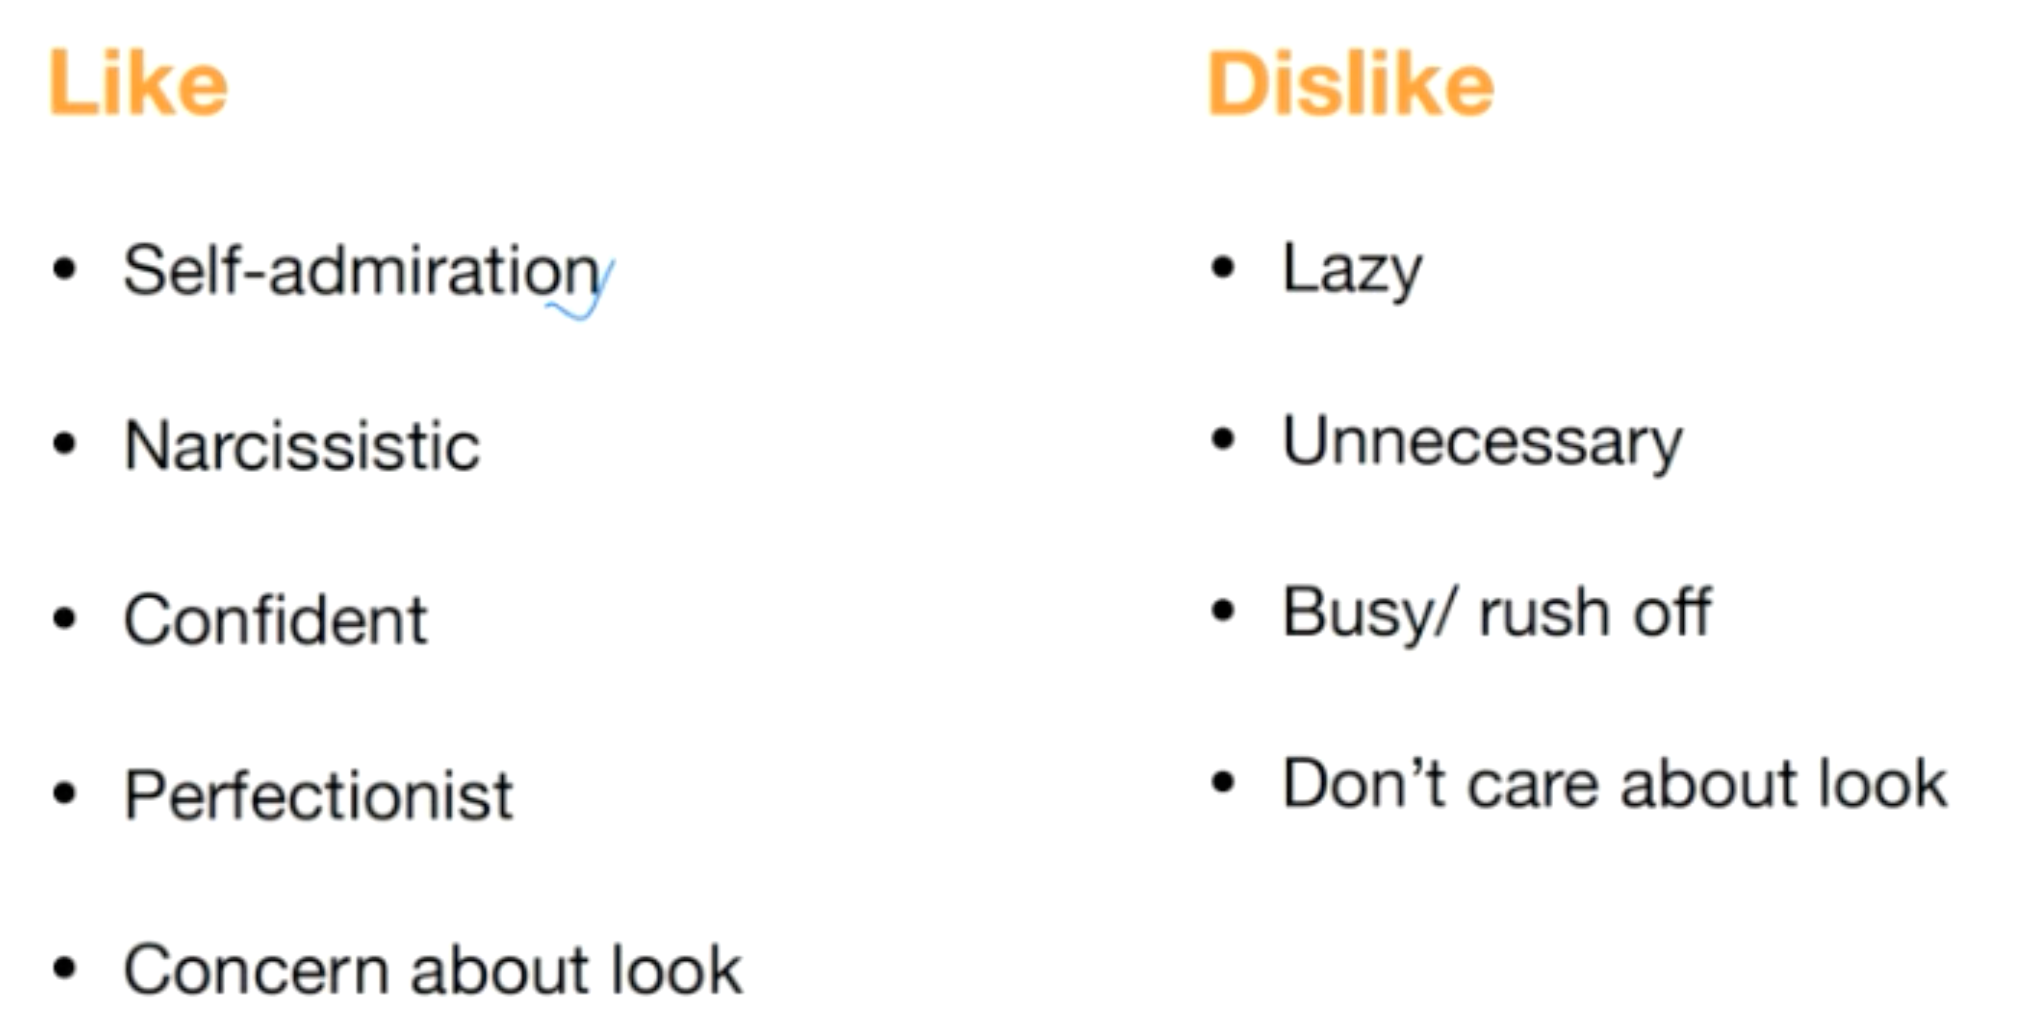 Like
• Self-admiration
• Narcissistic
• Confident
• Perfectionist
• Concern about look
Dislike
• Lazy
• Unnecessary
• Busy/ rush off
• Don’t care about look